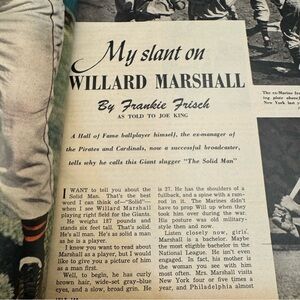 My slant on
WILLARD MARSHALL
By Frankie Frisch
AS TOLD TO JOE KING
A Hall of Fame ballplayer himself, the ex-manager of
the Pirates and Cardinals, now a successful broadcaster,
tells why he calls this Giant slugger "The Solid Man"
I WANT to tell you about the
Solid Man. That's the best
word I can think of—"Solid"—
when I see Willard Marshall
playing right field for the Giants.
He weighs 187 pounds and
stands six feet tall. That's solid.
He's all man. He's as solid a man
as he is a player.
I know you want to read about
Marshall as a player, but I would
like to give you a picture of him
as a man first.
Well, to begin, he has curly
brown hair, wide-set gray-blue
eyes, and a slow, broad grin. He
is 27. He has the shoulders of
a fullback, and a spine with a ram-
rod in it. The Marines didn't
have to prop Will up when they
took him over during the war.
His posture was old military-
style then and now.
Listen closely now, girls.
Marshall is a bachelor. Maybe
the most eligible bachelor in the
National League. He isn't en-
gaged. In fact, his mother is
the woman you see with him
most often. Mrs. Marshall visits
New York four or five times a
year, and Philadelphia almost
The ex-Marine
New York last